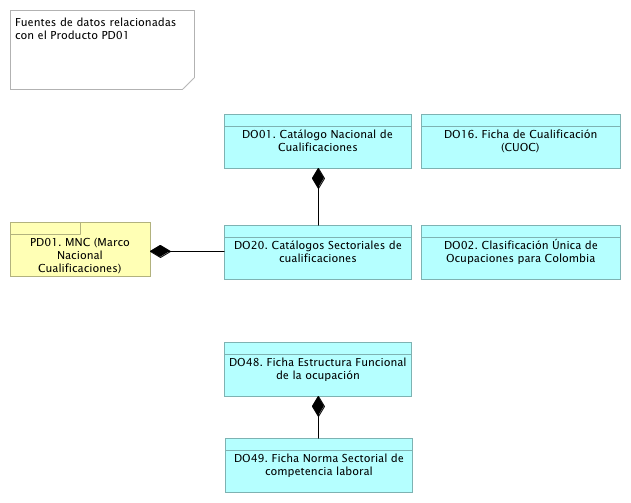 Fuentes de datos relacionadas
con el Producto PD01
DO01. Catálogo Nacional de
Cualificaciones
DO16. Ficha de Cualificación
(CUOC)
PD01. MNC (Marco
Nacional
Cualificaciones)
DO20. Catálogos Sectoriales de
cualificaciones
DO02. Clasificación Única de
Ocupaciones para Colombia
DO48. Ficha Estructura Funcional
de la ocupación
DO49. Ficha Norma Sectorial de
competencia laboral